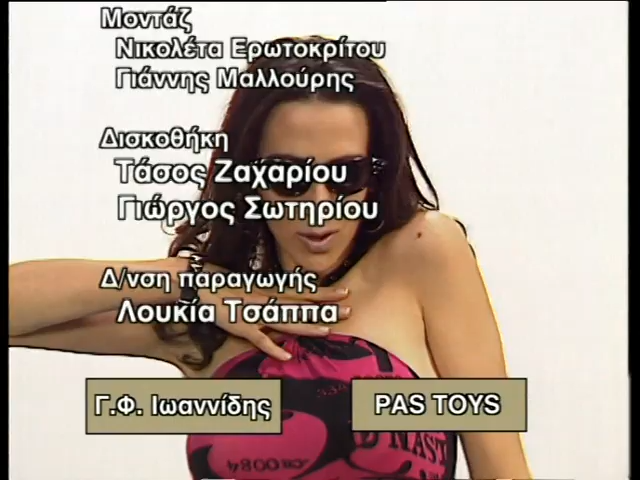 Μοντάζ
Νικολέτα Ερωτοκρίτου
Γιάννης Μαλλούρης
Δισκοθήκη
Τάσος Ζαχαρίου
Γιώργος Σωτηρίου
Δ/νση παραγωγής
Λουκία Τσάππα
Γ.Φ. Ιωαννίδης
PAS TOYS